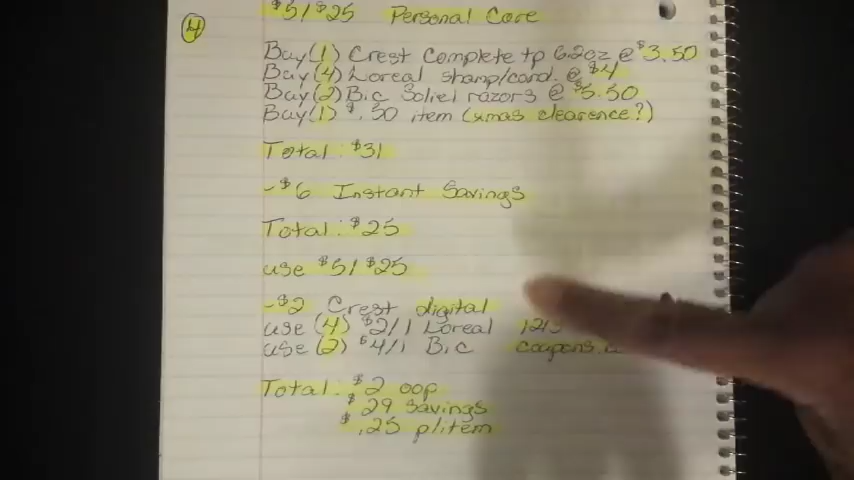 4
$5/$25 Personal Care
Buy (1) Crest Complete tp 6.2oz @ $3.50
Buy (4) Loreal shamp/cond. @ $4
Buy (2) Bic Soliel razors @ $5.50
Buy (1) $.50 item (xmas clearence?)
Total: $31
-$6 Instant Savings
Total: $25
use $5/$25
-$2 Crest digital
use (4) $2/1 Loreal
use (2) $4/1 Bic coupons.
Total: $2 oop
$29 savings
$.25 p/item